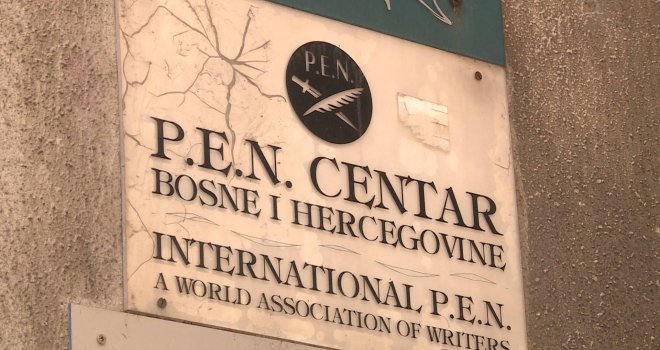 P.E.N.
P.E.N. CENTAR
BOSNE I HERCEGOVINE
INTERNATIONAL P.E.N.
A WORLD ASSOCIATION OF WRITERS